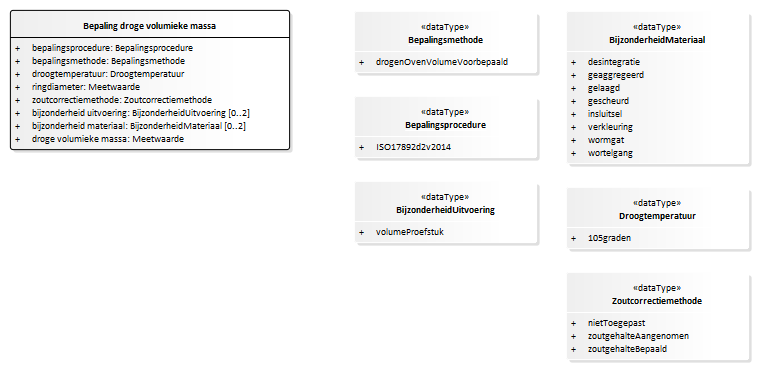 Bepaling droge volumieke massa
+ bepalingsprocedure: Bepalingsprocedure
+ bepalingsmethode: Bepalingsmethode
+ droogtemperatuur: Droogtemperatuur
+ ringdiameter: Meetwaarde
+ zoutcorrectiemethode: Zoutcorrectiemethode
+ bijzonderheid uitvoering: BijzonderheidUitvoering [0..2]
+ bijzonderheid materiaal: BijzonderheidMateriaal [0..2]
+ droge volumieke massa: Meetwaarde
«dataType»
Bepalingsmethode
+ drogenOvenVolumeVoorbepaald
«dataType»
Bepalingsprocedure
+ ISO17892d2v2014
«dataType»
BijzonderheidUitvoering
+ volumeProefstuk
«dataType»
BijzonderheidMateriaal
+ desintegratie
+ geaggregeerd
+ gelaagd
+ gescheurd
+ insluitsel
+ verkleuring
+ wormgat
+ wortelgang
«dataType»
Droogtemperatuur
+ 105graden
«dataType»
Zoutcorrectiemethode
+ nietToegepast
+ zoutgehalteAangenomen
+ zoutgehalteBepaald